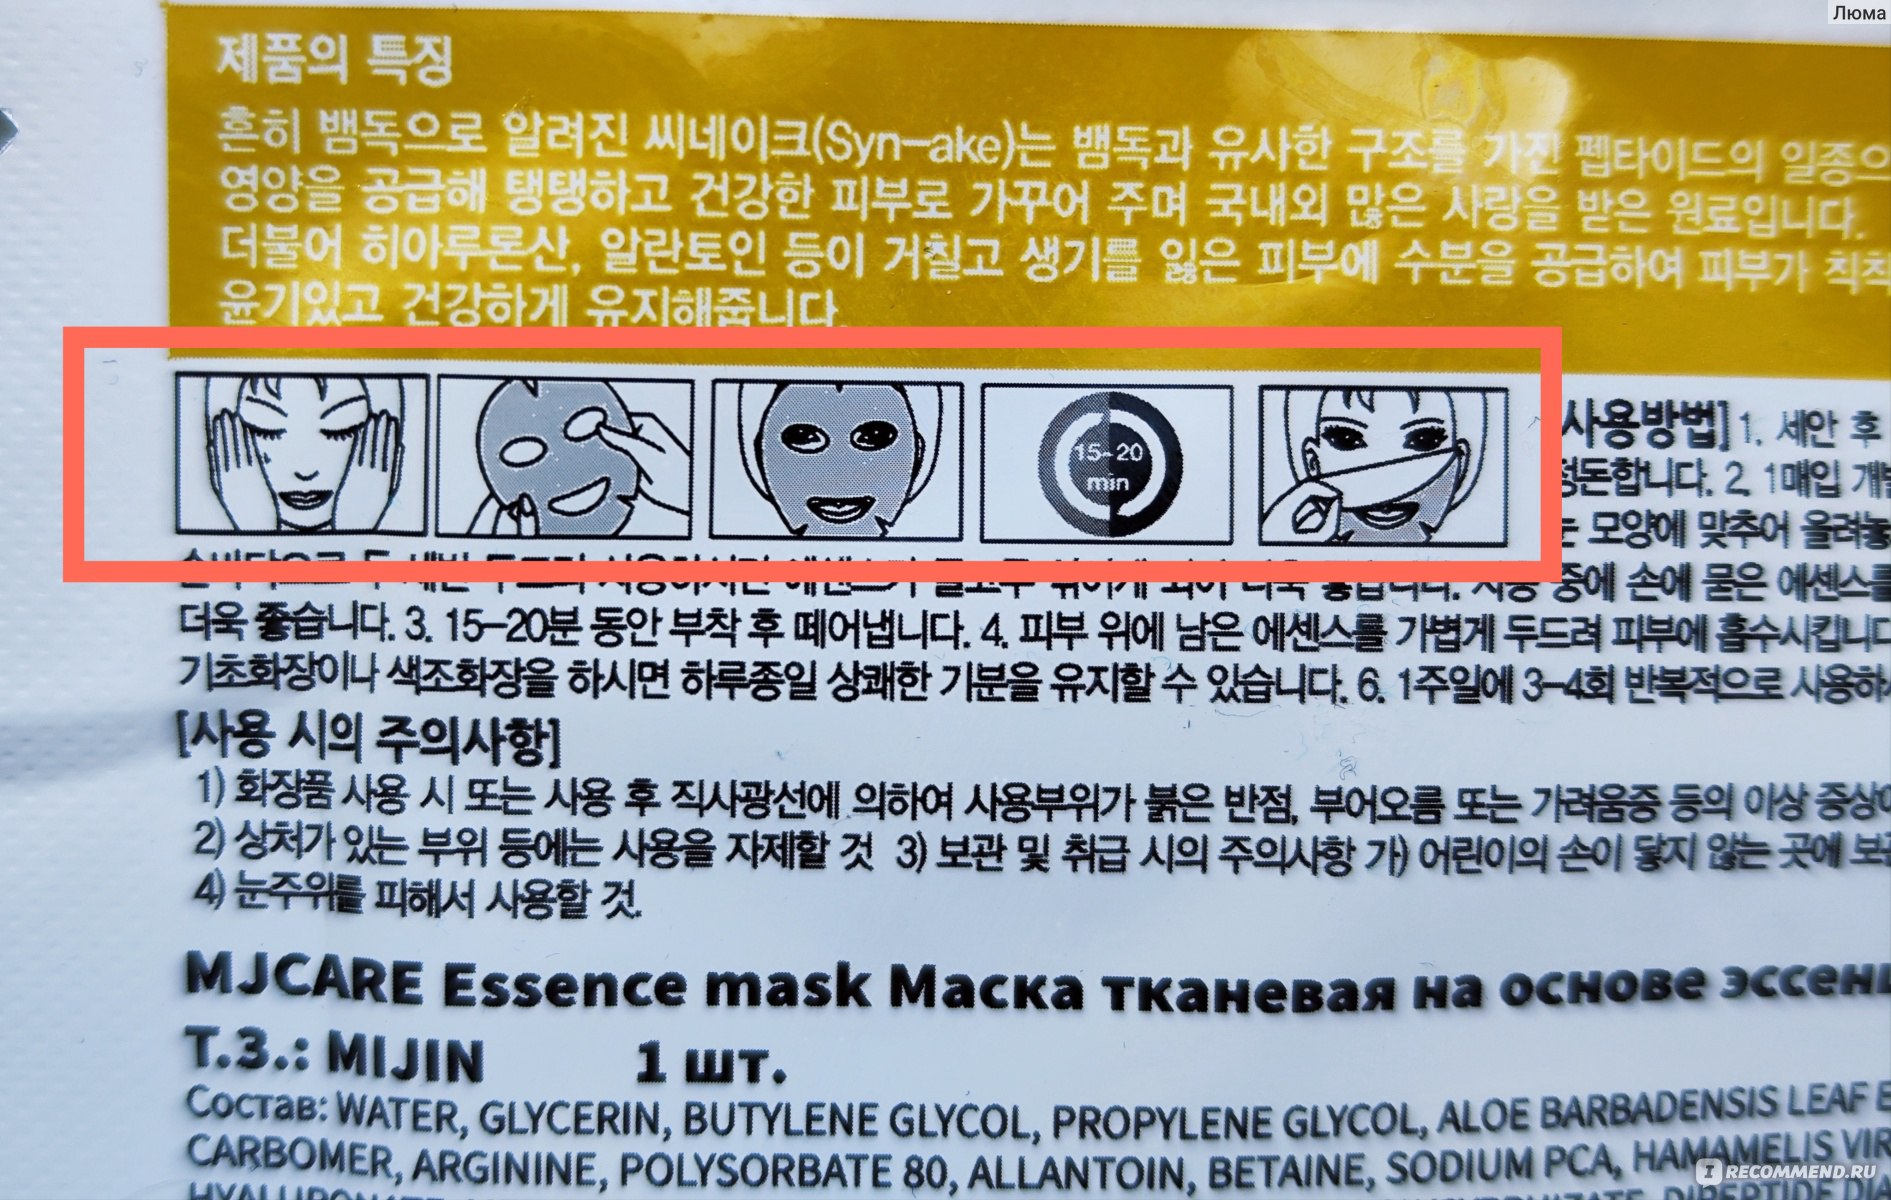 Люма
제품의 특징
흔히 뱀독으로 알려진 씨네이크(Syn-ake)는 뱀독과 유사한 구조를 가진 펩타이드의 일종으
영양을 공급해 탱탱하고 건강한 피부로 가꾸어 주며 국내외 많은 사랑을 받은 원료입니다.
더불어 히아루론산, 알란토인 등이 거칠고 생기를 잃은 피부에 수분을 공급하여 피부가 칙칙
윤기있고 건강하게 유지해줍니다.
15-20
min
사용방법] 1. 세안 후
정돈합니다. 2. 1매입 개별
는 모양에 맞추어 올려놓
중에 손에 묻은 에센스를
더욱 좋습니다. 3. 15-20분 동안 부착 후 떼어냅니다. 4. 피부 위에 남은 에센스를 가볍게 두드려 피부에 흡수시킵니다
기초화장이나 색조화장을 하시면 하루종일 상쾌한 기분을 유지할 수 있습니다. 6. 1주일에 3-4회 반복적으로 사용하
[사용 시의 주의사항]
1) 화장품 사용 시 또는 사용 후 직사광선에 의하여 사용부위가 붉은 반점, 부어오름 또는 가려움증 등의 이상 증상이
2) 상처가 있는 부위 등에는 사용을 자제할 것 3) 보관 및 취급 시의 주의사항 가) 어린이의 손이 닿지 않는 곳에 보관
4) 눈주위를 피해서 사용할 것.
MJCARE Essence mask Маска тканевая на основе эссенц
Т.З.: MIJIN 1 шт.
Состав: WATER, GLYCERIN, BUTYLENE GLYCOL, PROPYLENE GLYCOL, ALOE BARBADENSIS LEAF E
CARBOMER, ARGININE, POLYSORBATE 80, ALLANTOIN, BETAINE, SODIUM PCA, HAMAMELIS VIR
IRECOMMEND.RU